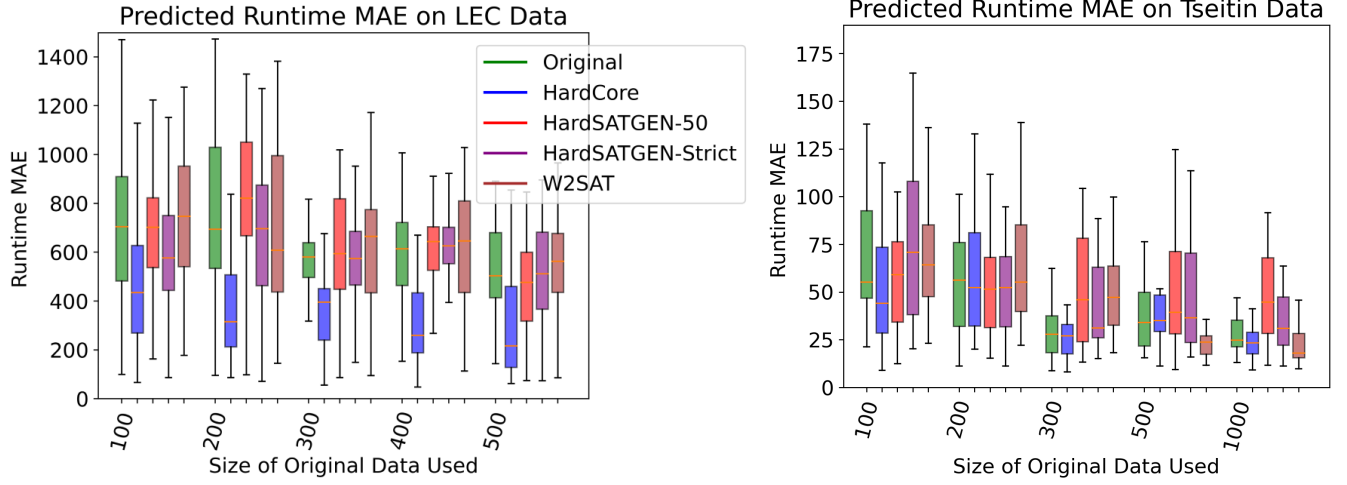 Predicted Runtime MAE on LEC Data
Runtime MAE
1400
1200
1000
800
600
400
200
0
100
200
300
400
500
Size of Original Data Used
Original
HardCore
HardSATGEN-50
HardSATGEN-Strict
W2SAT
Predicted Runtime MAE on Tseitin Data
Runtime MAE
175
150
125
100
75
50
25
0
100
200
300
500
1000
Size of Original Data Used